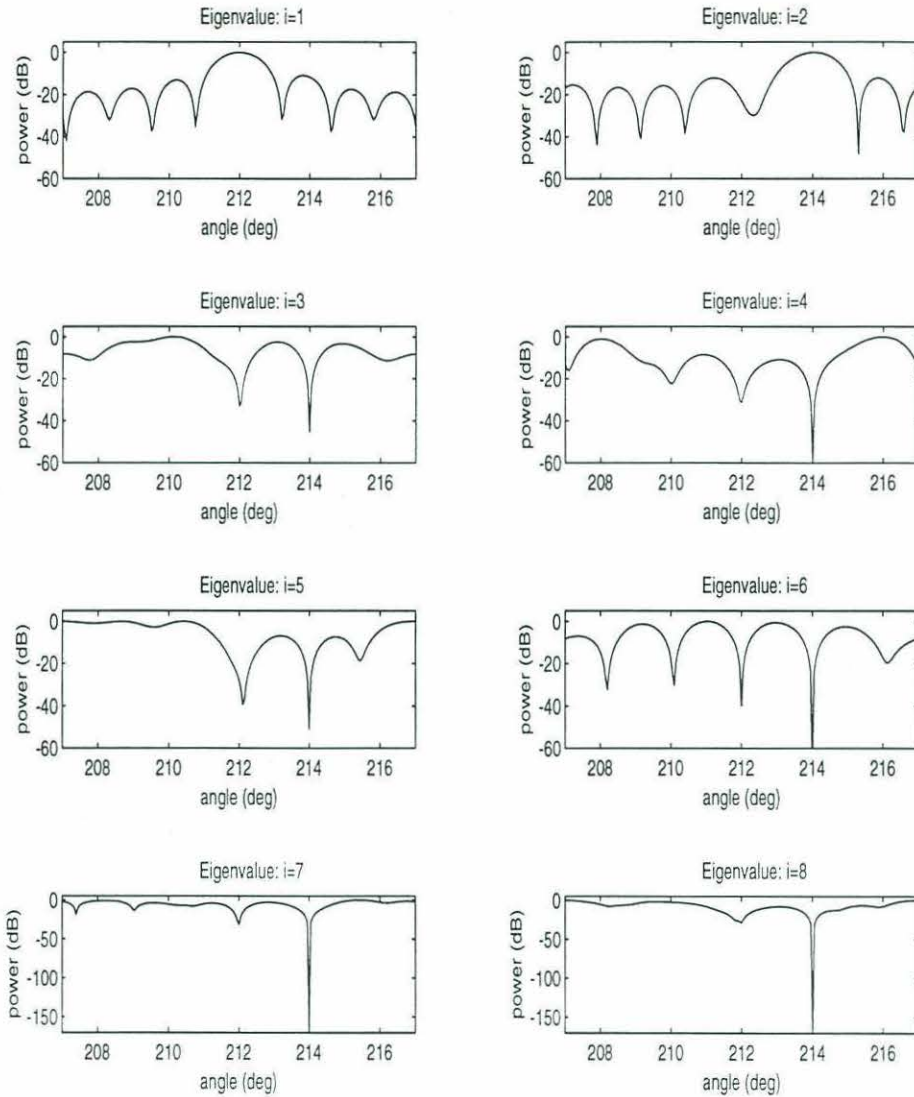 Eigenvalue: i=1
0
-20
-40
-60
power (dB)
208 210 212 214 216
angle (deg)
Eigenvalue: i=2
0
-20
-40
-60
power (dB)
208 210 212 214 216
angle (deg)
Eigenvalue: i=3
0
-20
-40
-60
power (dB)
208 210 212 214 216
angle (deg)
Eigenvalue: i=4
0
-20
-40
-60
power (dB)
208 210 212 214 216
angle (deg)
Eigenvalue: i=5
0
-20
-40
-60
power (dB)
208 210 212 214 216
angle (deg)
Eigenvalue: i=6
0
-20
-40
-60
power (dB)
208 210 212 214 216
angle (deg)
Eigenvalue: i=7
0
-50
-100
-150
power (dB)
208 210 212 214 216
angle (deg)
Eigenvalue: i=8
0
-50
-100
-150
power (dB)
208 210 212 214 216
angle (deg)